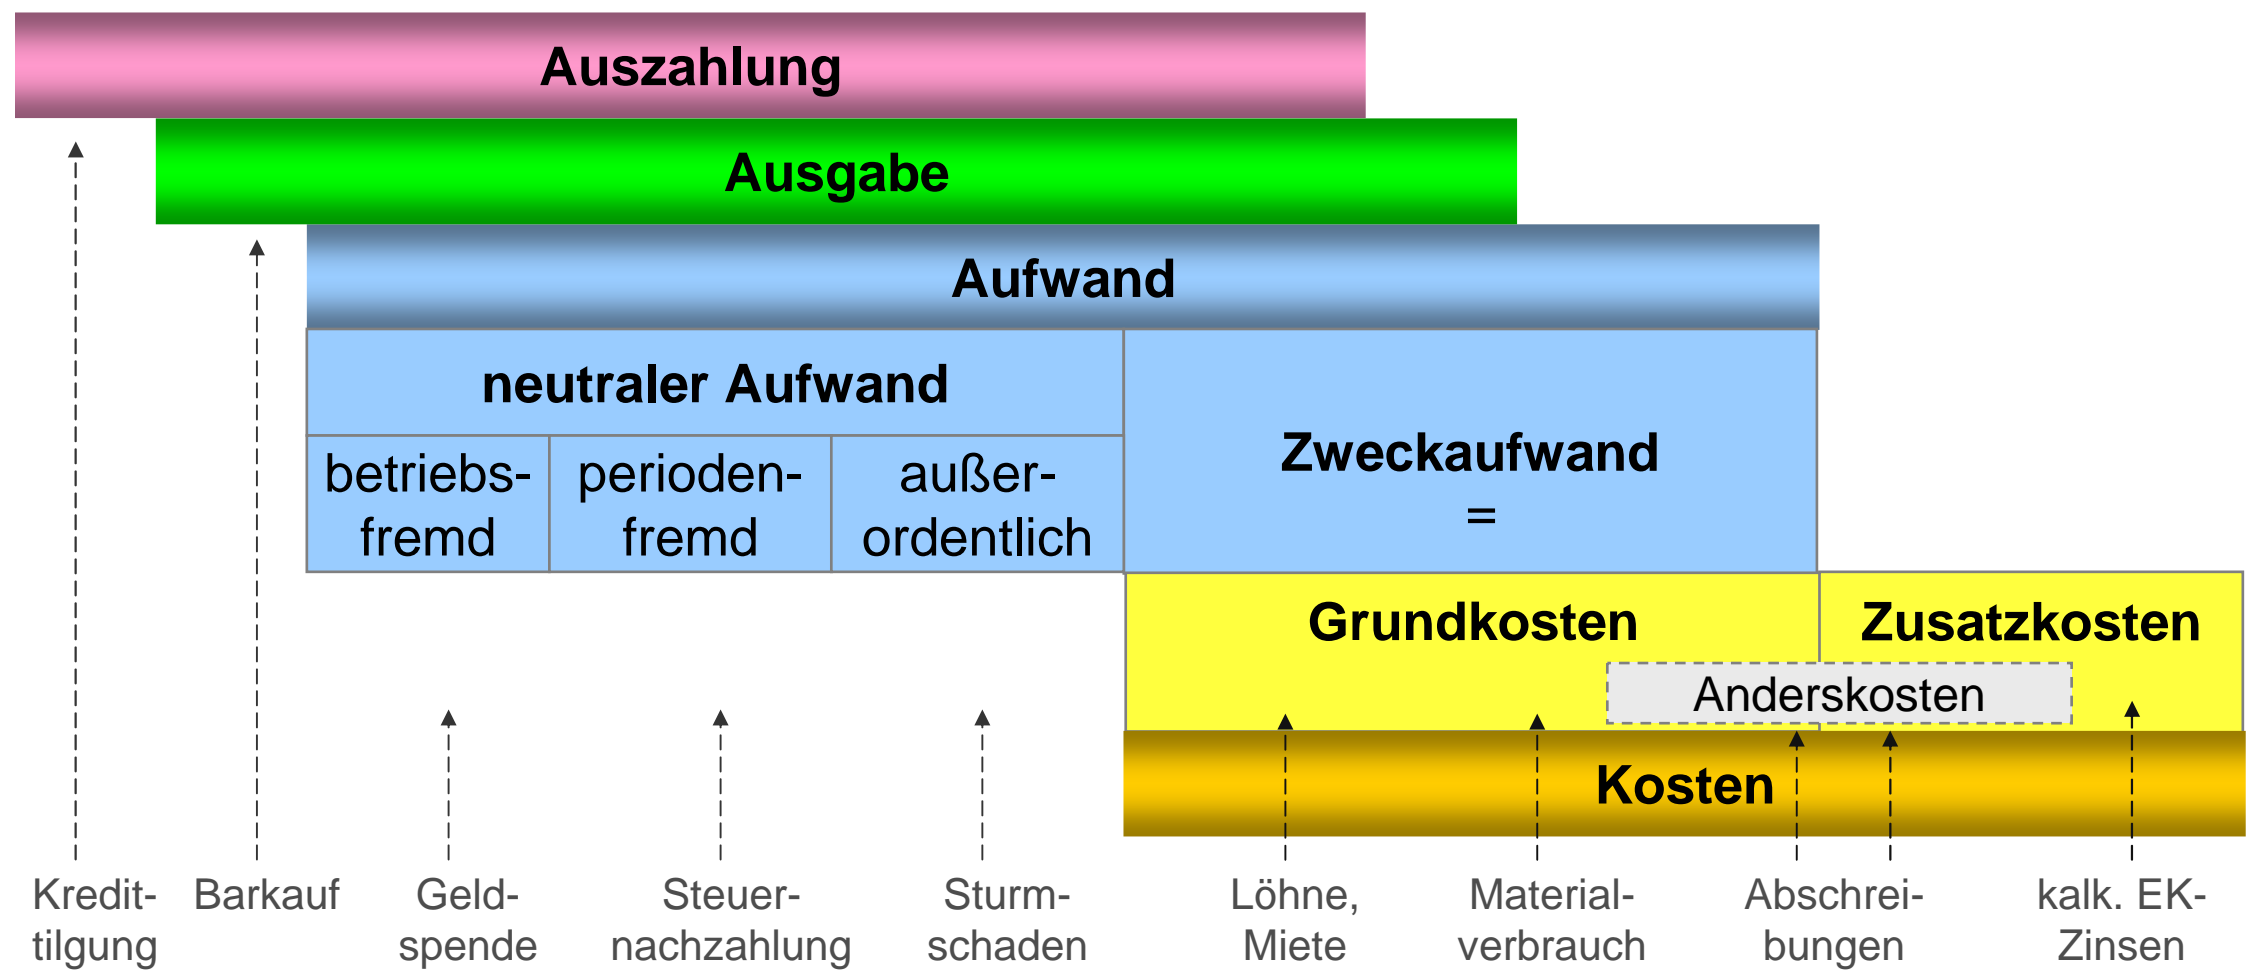 Auszahlung
Ausgabe
Aufwand
neutraler Aufwand
betriebs-
fremd
perioden-
fremd
außer-
ordentlich
Zweckaufwand
=
Grundkosten
Zusatzkosten
Anderskosten
Kosten
Kredit-
tilgung
Barkauf
Geld-
spende
Steuer-
nachzahlung
Sturm-
schaden
Löhne,
Miete
Material-
verbrauch
Abschrei-
bungen
kalk. EK-
Zinsen